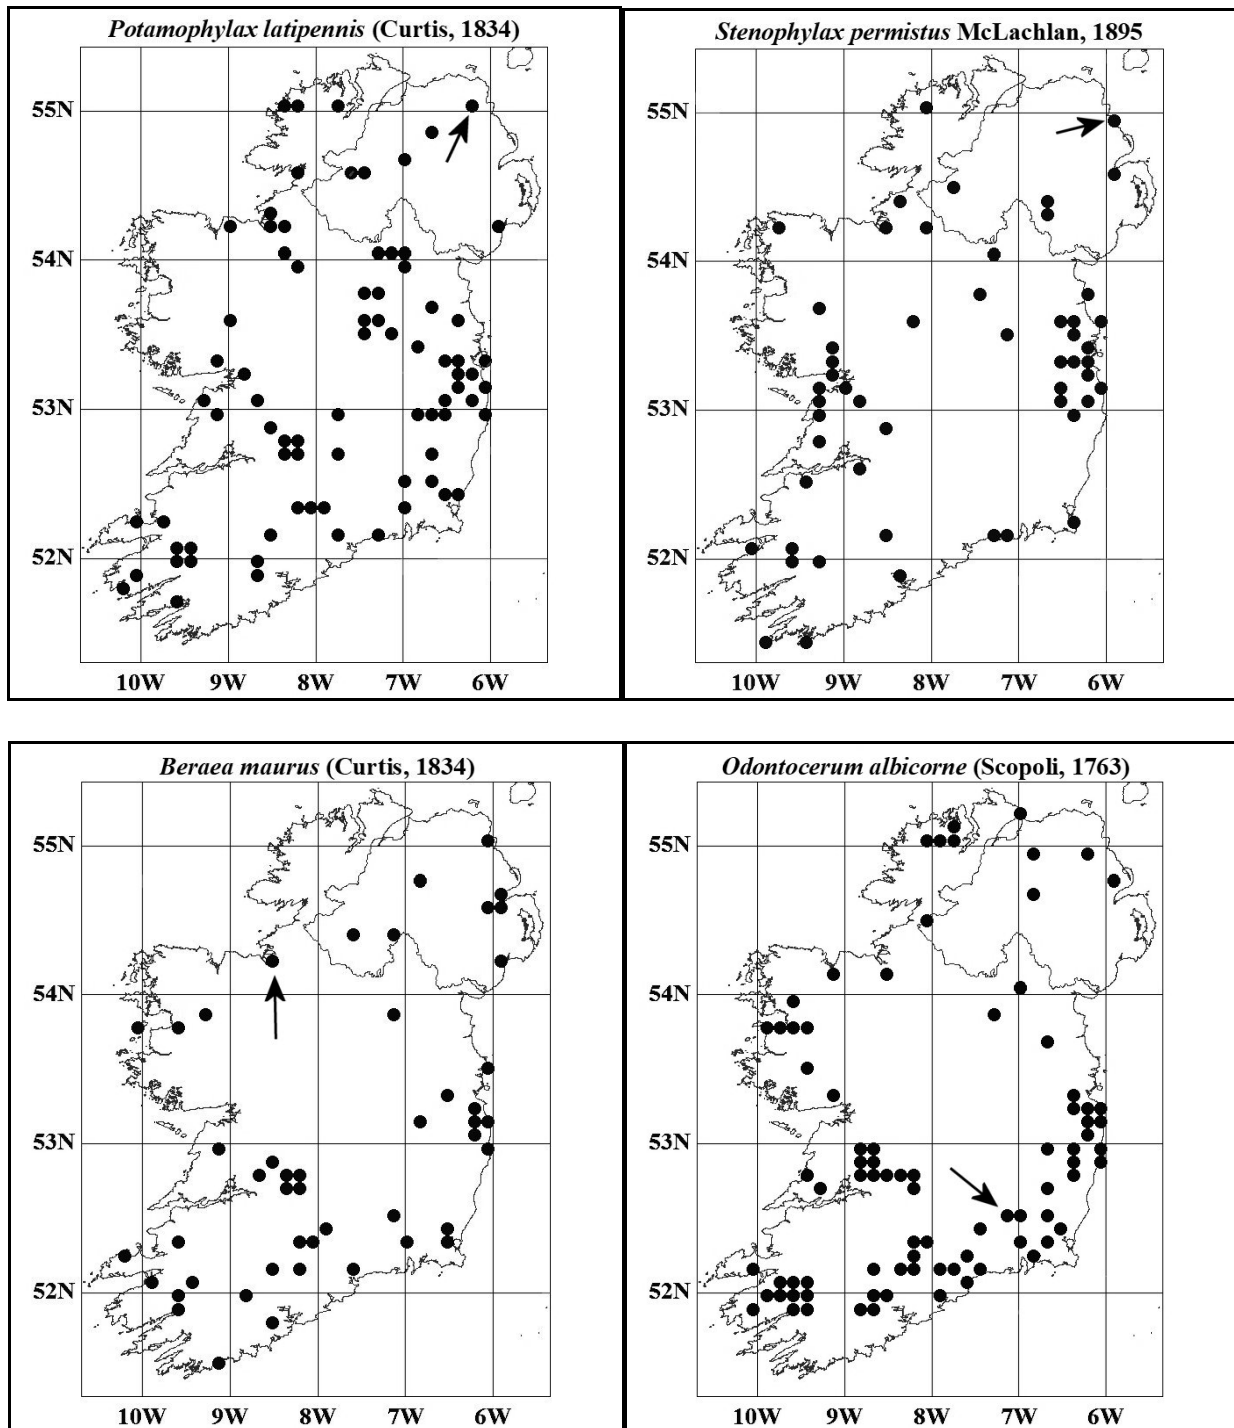 Potamophylax latipennis (Curtis, 1834)
55N
54N
53N
52N
10W 9W 8W 7W 6W
Stenophylax permistus McLachlan, 1895
55N
54N
53N
52N
10W 9W 8W 7W 6W
Beraea maurus (Curtis, 1834)
55N
54N
53N
52N
10W 9W 8W 7W 6W
Odontocerum albicorne (Scopoli, 1763)
55N
54N
53N
52N
10W 9W 8W 7W 6W